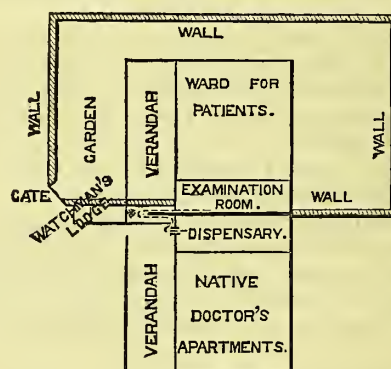 WALL
WALL
GARDEN
VERANDAH
WARD FOR
PATIENTS.
GATE
WATCHMAN'S
LODGE
EXAMINATION
ROOM.
WALL
WALL
DISPENSARY.
VERANDAH
NATIVE
DOCTOR'S
APARTMENTS.